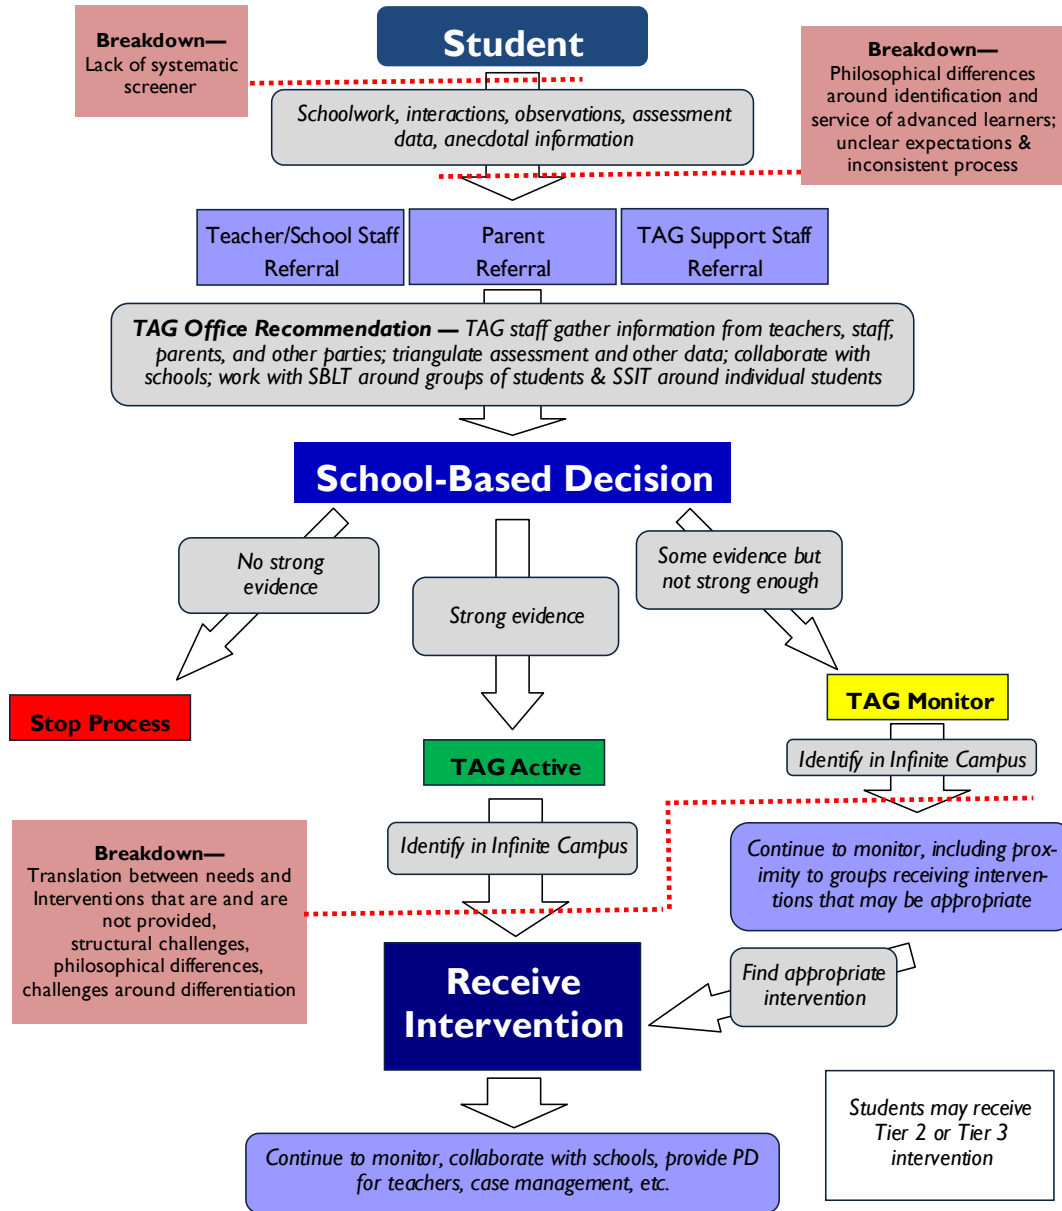 Breakdown—
Lack of systematic
screener
Student
Breakdown—
Philosophical differences
around identification and
service of advanced learners;
unclear expectations &
inconsistent process
Schoolwork, interactions, observations, assessment
data, anecdotal information
Teacher/School Staff
Referral
Parent
Referral
TAG Support Staff
Referral
TAG Office Recommendation — TAG staff gather information from teachers, staff,
parents, and other parties; triangulate assessment and other data; collaborate with
schools; work with SBLT around groups of students & SSIT around individual students
School-Based Decision
No strong
evidence
Strong evidence
Some evidence but
not strong enough
Stop Process
TAG Active
TAG Monitor
Identify in Infinite Campus
Identify in Infinite Campus
Breakdown—
Translation between needs and
Interventions that are and are
not provided,
structural challenges,
philosophical differences,
challenges around differentiation
Continue to monitor, including prox-
imity to groups receiving interven-
tions that may be appropriate
Find appropriate
intervention
Receive
Intervention
Students may receive
Tier 2 or Tier 3
intervention
Continue to monitor, collaborate with schools, provide PD
for teachers, case management, etc.